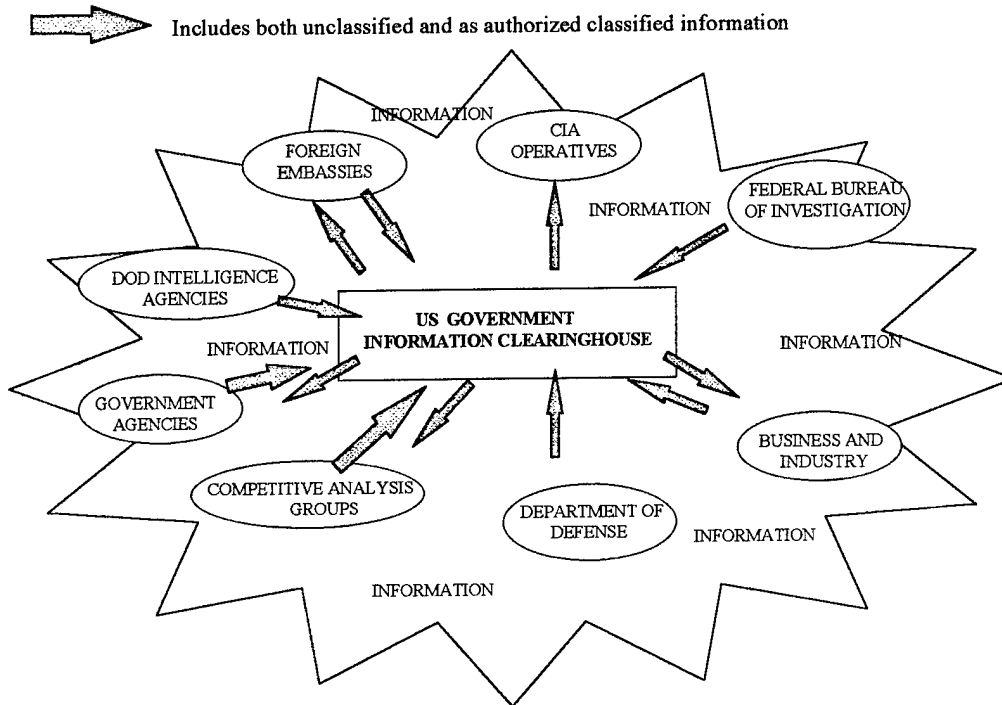 Includes both unclassified and as authorized classified information
INFORMATION
CIA
OPERATIVES
FOREIGN
EMBASSIES
FEDERAL BUREAU
OF INVESTIGATION
INFORMATION
DOD INTELLIGENCE
AGENCIES
US GOVERNMENT
INFORMATION CLEARINGHOUSE
INFORMATION
INFORMATION
GOVERNMENT
AGENCIES
BUSINESS AND
INDUSTRY
COMPETITIVE ANALYSIS
GROUPS
DEPARTMENT OF
DEFENSE
INFORMATION
INFORMATION